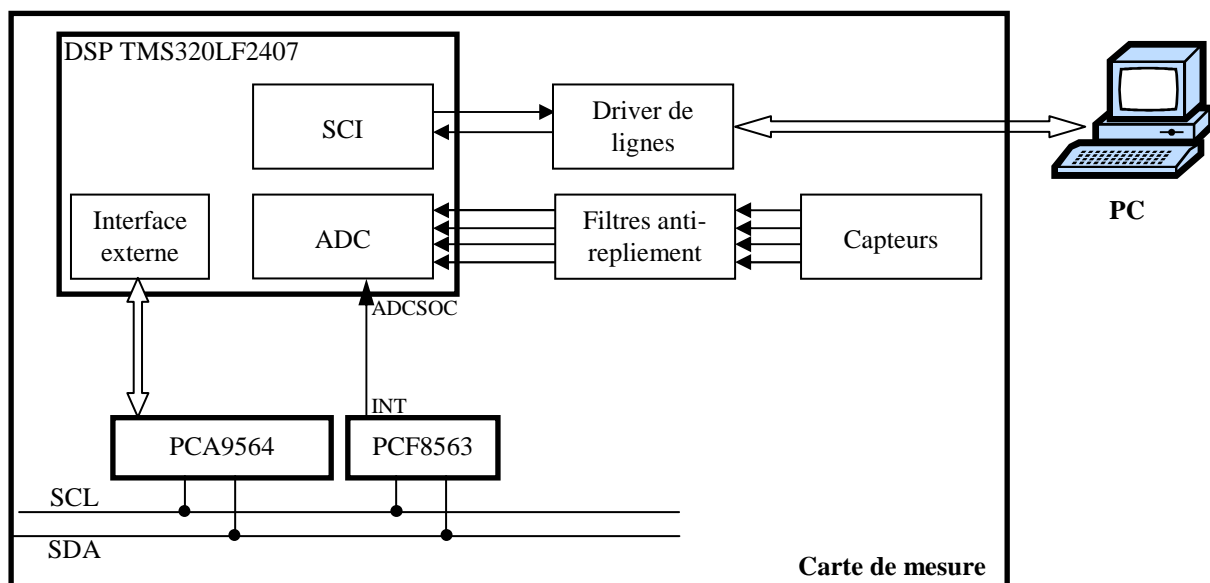 DSP TMS320LF2407
SCI
Driver de
lignes
PC
Interface
externe
ADC
Filtres anti-
repliement
Capteurs
ADCSOC
INT
PCA9564
PCF8563
SCL
SDA
Carte de mesure